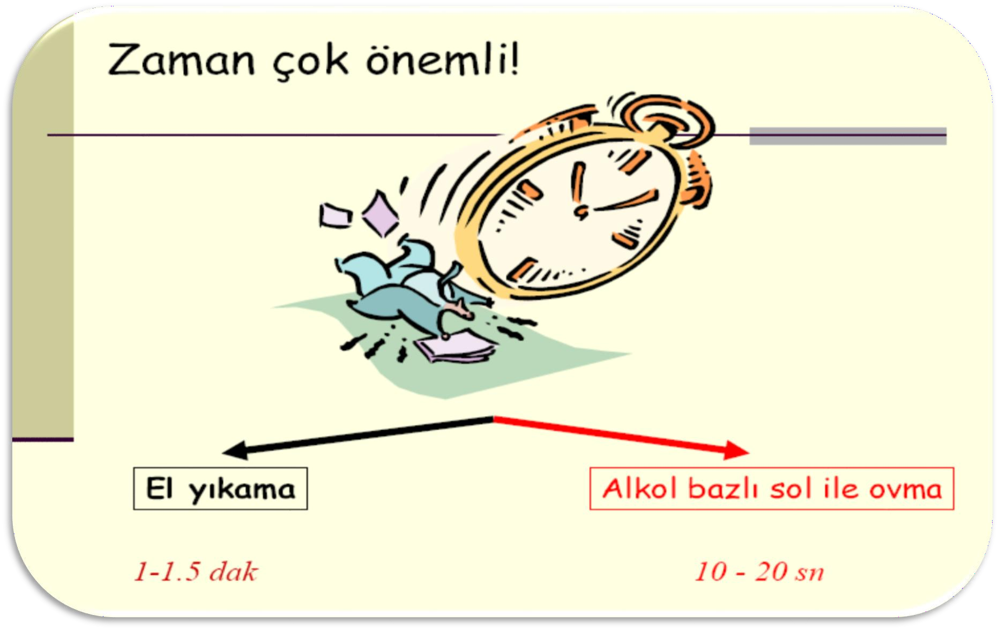 Zaman çok önemli!
El yıkama
Alkol bazlı sol ile ovma
1-1.5 dak
10 - 20 sn